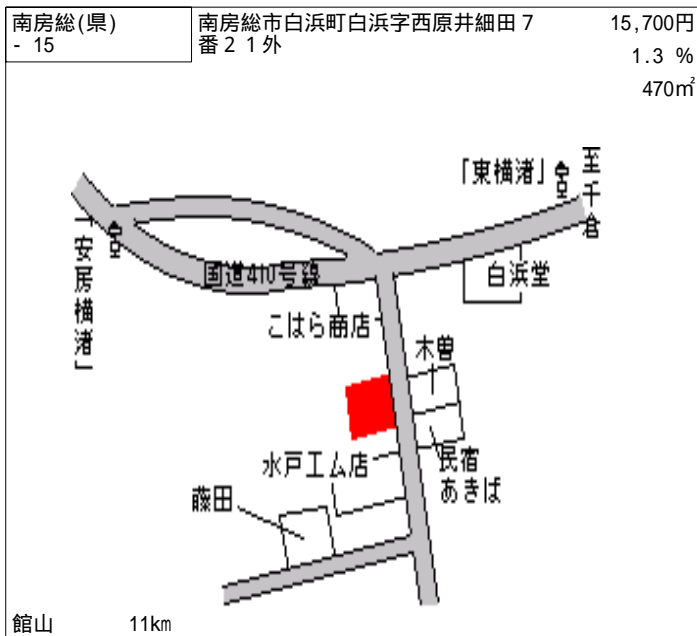 南房総(県)
- 15
南房総市白浜町白浜字西原井細田７
番２１外
15,700円
1.3 %
470㎡
「東横渚」
至千倉
「安房横渚」
国道410号線
白浜堂
こはら商店
木曽
水戸工ム店
民宿
あきば
藤田
館山 11km